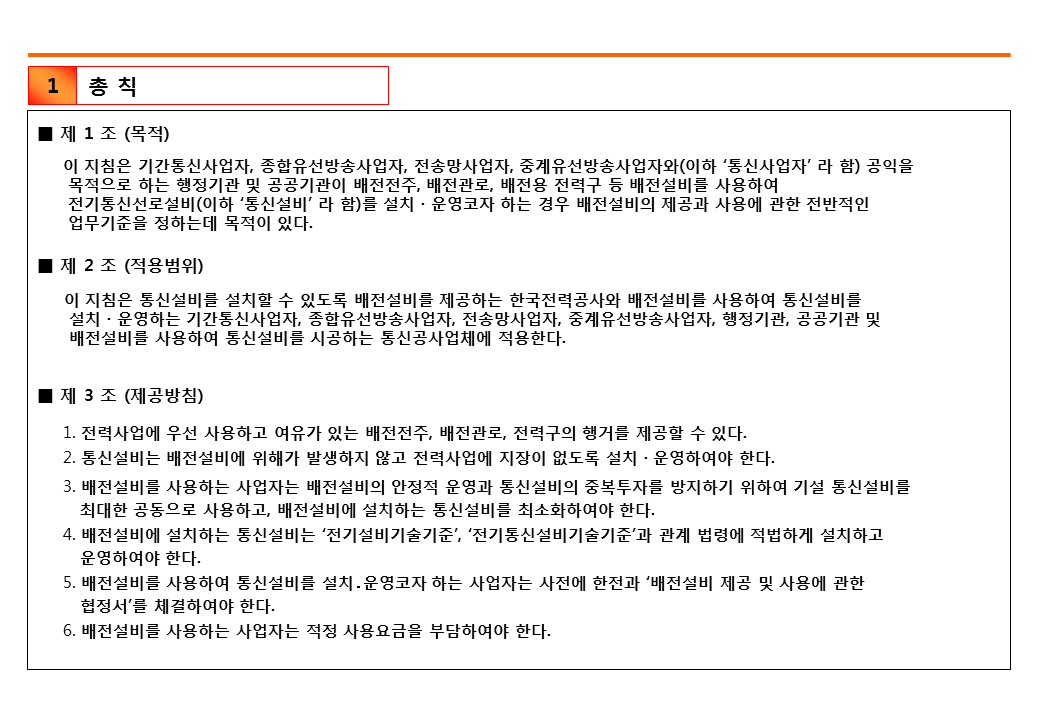 1 총 칙
■ 제 1 조 (목적)
이 지침은 기간통신사업자, 종합유선방송사업자, 전송망사업자, 중계유선방송사업자와(이하 ‘통신사업자’ 라 함) 공익을
목적으로 하는 행정기관 및 공공기관이 배전전주, 배전관로, 배전용 전력구 등 배전설비를 사용하여
전기통신선로설비(이하 ‘통신설비’ 라 함)를 설치 · 운영코자 하는 경우 배전설비의 제공과 사용에 관한 전반적인
업무기준을 정하는데 목적이 있다.
■ 제 2 조 (적용범위)
이 지침은 통신설비를 설치할 수 있도록 배전설비를 제공하는 한국전력공사와 배전설비를 사용하여 통신설비를
설치 · 운영하는 기간통신사업자, 종합유선방송사업자, 전송망사업자, 중계유선방송사업자, 행정기관, 공공기관 및
배전설비를 사용하여 통신설비를 시공하는 통신공사업체에 적용한다.
■ 제 3 조 (제공방침)
1. 전력사업에 우선 사용하고 여유가 있는 배전전주, 배전관로, 전력구의 행거를 제공할 수 있다.
2. 통신설비는 배전설비에 위해가 발생하지 않고 전력사업에 지장이 없도록 설치 · 운영하여야 한다.
3. 배전설비를 사용하는 사업자는 배전설비의 안정적 운영과 통신설비의 중복투자를 방지하기 위하여 기설 통신설비를
최대한 공동으로 사용하고, 배전설비에 설치하는 통신설비를 최소화하여야 한다.
4. 배전설비에 설치하는 통신설비는 ‘전기설비기술기준’, ‘전기통신설비기술기준’과 관계 법령에 적법하게 설치하고
운영하여야 한다.
5. 배전설비를 사용하여 통신설비를 설치․운영코자 하는 사업자는 사전에 한전과 ‘배전설비 제공 및 사용에 관한
협정서’를 체결하여야 한다.
6. 배전설비를 사용하는 사업자는 적정 사용요금을 부담하여야 한다.